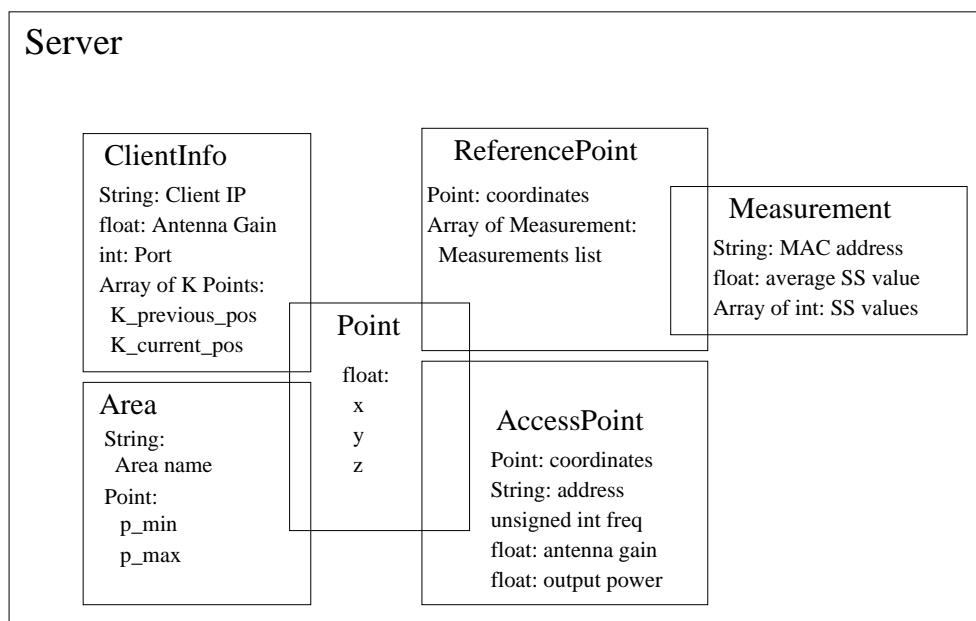 Server
ClientInfo
String: Client IP
float: Antenna Gain
int: Port
Array of K Points:
K_previous_pos
K_current_pos
ReferencePoint
Point: coordinates
Array of Measurement:
Measurements list
Measurement
String: MAC address
float: average SS value
Array of int: SS values
Point
float:
x
y
z
Area
String:
Area name
Point:
p_min
p_max
AccessPoint
Point: coordinates
String: address
unsigned int freq
float: antenna gain
float: output power